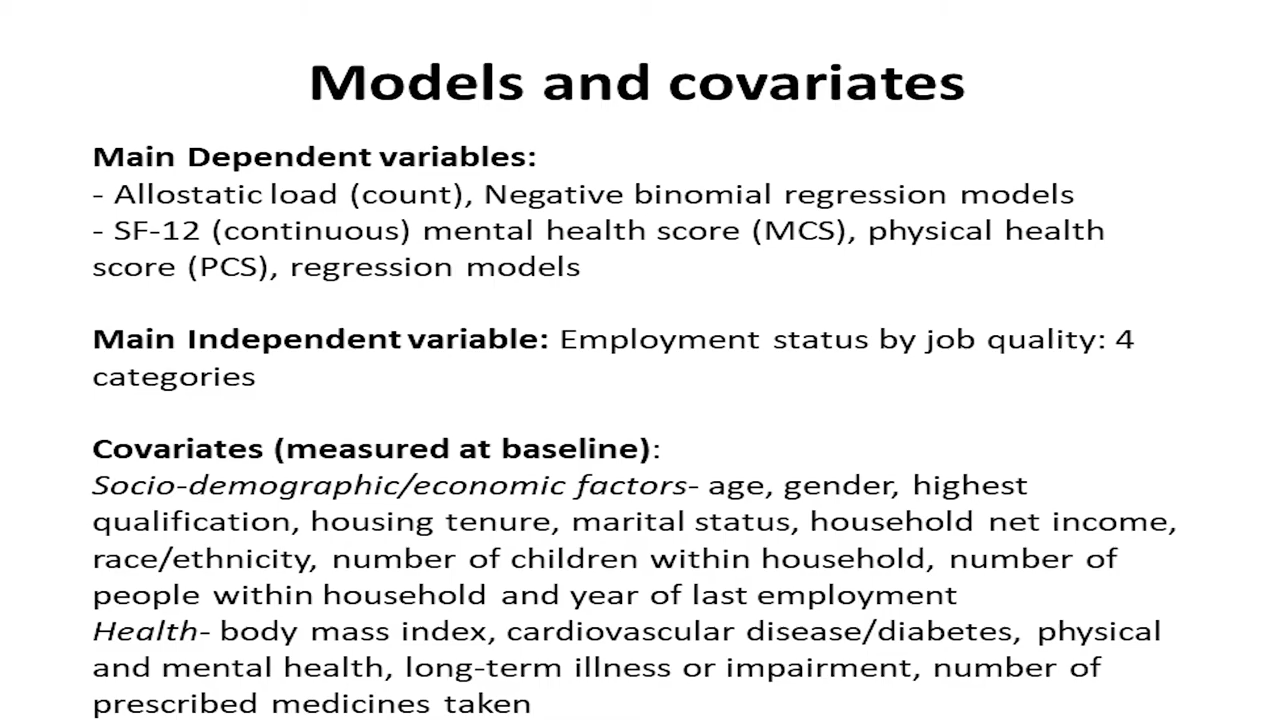 Models and covariates
Main Dependent variables:
- Allostatic load (count), Negative binomial regression models
- SF-12 (continuous) mental health score (MCS), physical health
score (PCS), regression models
Main Independent variable: Employment status by job quality: 4
categories
Covariates (measured at baseline):
Socio-demographic/economic factors- age, gender, highest
qualification, housing tenure, marital status, household net income,
race/ethnicity, number of children within household, number of
people within household and year of last employment
Health- body mass index, cardiovascular disease/diabetes, physical
and mental health, long-term illness or impairment, number of
prescribed medicines taken